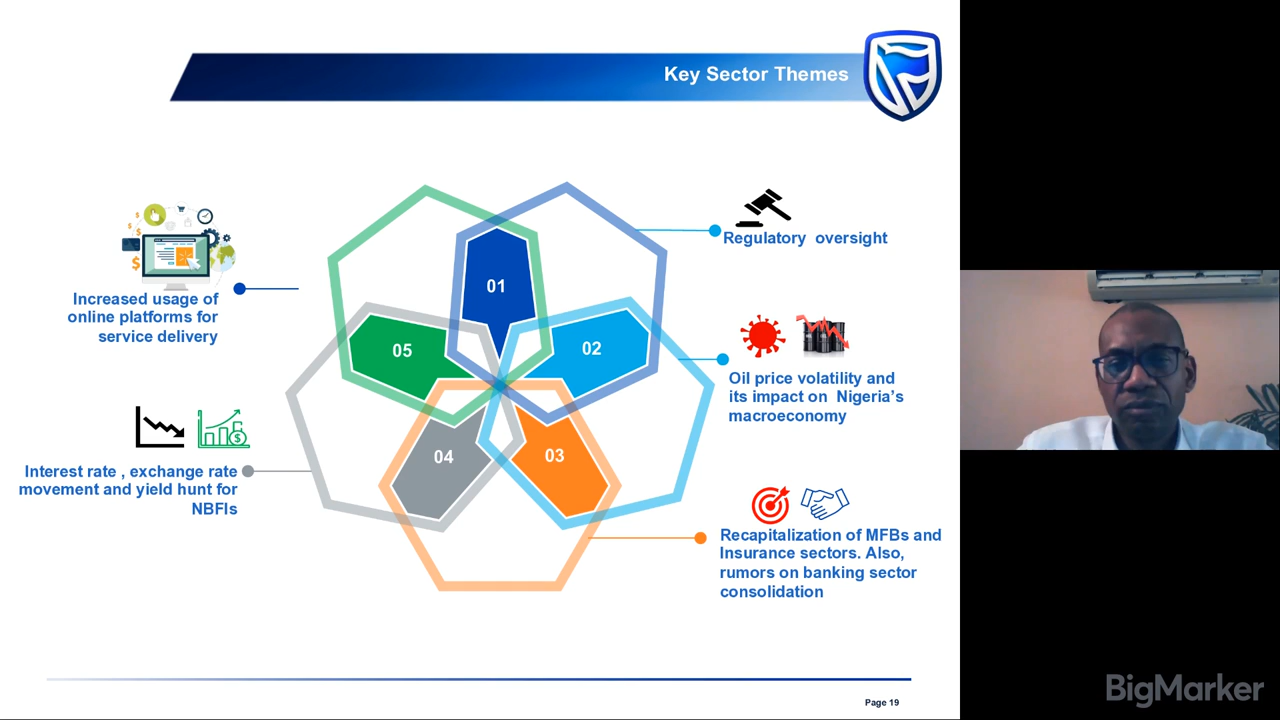 Key Sector Themes
Increased usage of
online platforms for
service delivery
Interest rate , exchange rate
movement and yield hunt for
NBFIs
01
02
03
04
05
Regulatory oversight
Oil price volatility and
its impact on Nigeria’s
macroeconomy
Recapitalization of MFBs and
Insurance sectors. Also,
rumors on banking sector
consolidation
Page 19
BigMarker